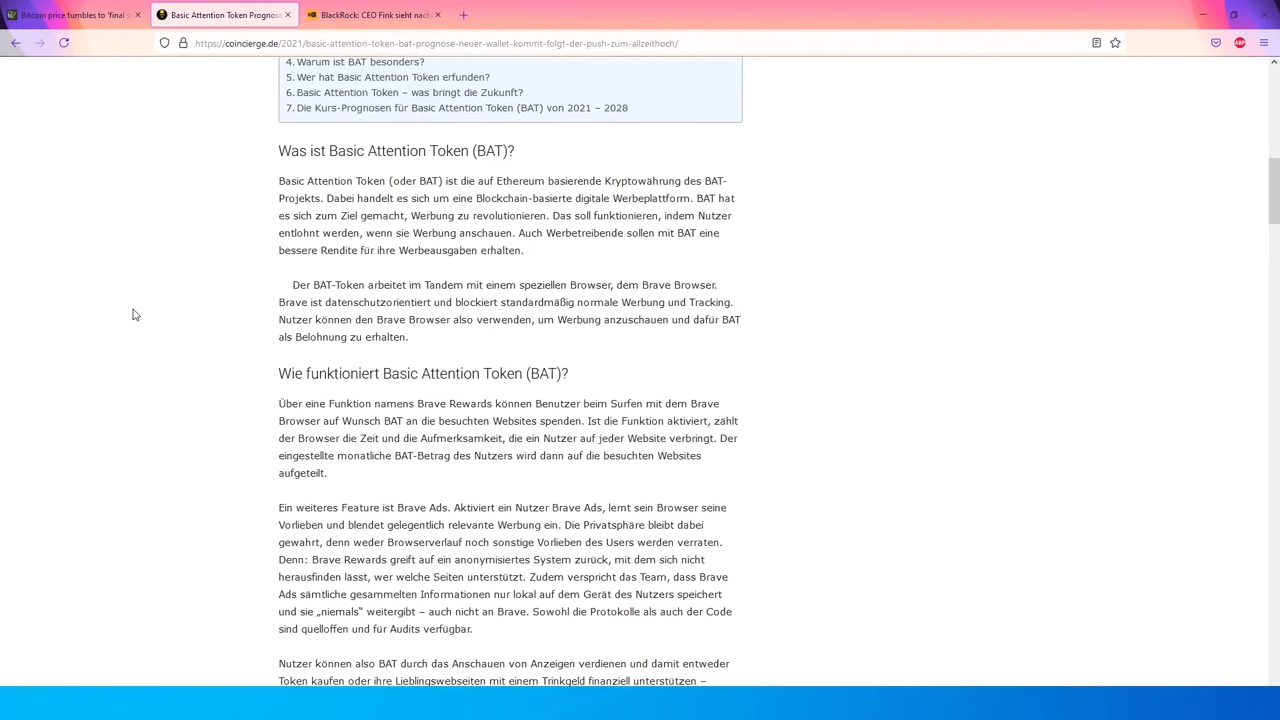 Bitcoin price tumbles to 'final s
Basic Attention Token Prognose
BlackRock: CEO Fink sieht nach
https://coincierge.de/2021/basic-attention-token-bat-prognose-neuer-wallet-kommt-folgt-der-push-zum-allzeithoch/
ABP
4. Warum ist BAT besonders?
5. Wer hat Basic Attention Token erfunden?
6. Basic Attention Token – was bringt die Zukunft?
7. Die Kurs-Prognosen für Basic Attention Token (BAT) von 2021 – 2028
Was ist Basic Attention Token (BAT)?
Basic Attention Token (oder BAT) ist die auf Ethereum basierende Kryptowährung des BAT-
Projekts. Dabei handelt es sich um eine Blockchain-basierte digitale Werbeplattform. BAT hat
es sich zum Ziel gemacht, Werbung zu revolutionieren. Das soll funktionieren, indem Nutzer
entlohnt werden, wenn sie Werbung anschauen. Auch Werbetreibende sollen mit BAT eine
bessere Rendite für ihre Werbeausgaben erhalten.
Der BAT-Token arbeitet im Tandem mit einem speziellen Browser, dem Brave Browser.
Brave ist datenschutzorientiert und blockiert standardmäßig normale Werbung und Tracking.
Nutzer können den Brave Browser also verwenden, um Werbung anzuschauen und dafür BAT
als Belohnung zu erhalten.
Wie funktioniert Basic Attention Token (BAT)?
Über eine Funktion namens Brave Rewards können Benutzer beim Surfen mit dem Brave
Browser auf Wunsch BAT an die besuchten Websites spenden. Ist die Funktion aktiviert, zählt
der Browser die Zeit und die Aufmerksamkeit, die ein Nutzer auf jeder Website verbringt. Der
eingestellte monatliche BAT-Betrag des Nutzers wird dann auf die besuchten Websites
aufgeteilt.
Ein weiteres Feature ist Brave Ads. Aktiviert ein Nutzer Brave Ads, lernt sein Browser seine
Vorlieben und blendet gelegentlich relevante Werbung ein. Die Privatsphäre bleibt dabei
gewahrt, denn weder Browserverlauf noch sonstige Vorlieben des Users werden verraten.
Denn: Brave Rewards greift auf ein anonymisiertes System zurück, mit dem sich nicht
herausfinden lässt, wer welche Seiten unterstützt. Zudem verspricht das Team, dass Brave
Ads sämtliche gesammelten Informationen nur lokal auf dem Gerät des Nutzers speichert
und sie „niemals“ weitergibt – auch nicht an Brave. Sowohl die Protokolle als auch der Code
sind quelloffen und für Audits verfügbar.
Nutzer können also BAT durch das Anschauen von Anzeigen verdienen und damit entweder
Token kaufen oder ihre Lieblingswebseiten mit einem Trinkgeld finanziell unterstützen –